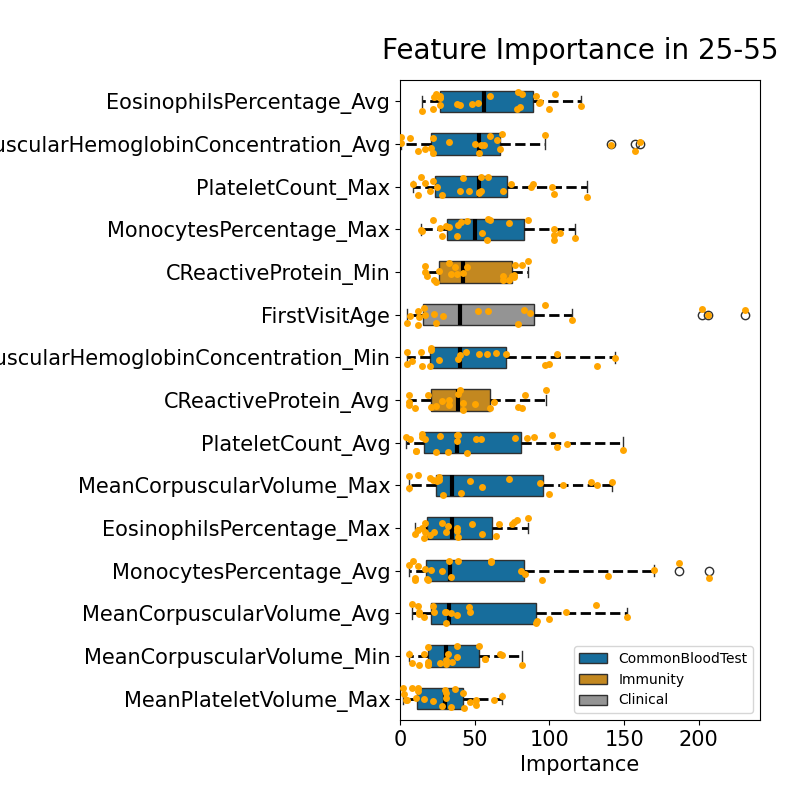 Feature Importance in 25-55
EosinophilsPercentage_Avg
uscularHemoglobinConcentration_Avg
PlateletCount_Max
MonocytesPercentage_Max
CReactiveProtein_Min
FirstVisitAge
uscularHemoglobinConcentration_Min
CReactiveProtein_Avg
PlateletCount_Avg
MeanCorpuscularVolume_Max
EosinophilsPercentage_Max
MonocytesPercentage_Avg
MeanCorpuscularVolume_Avg
MeanCorpuscularVolume_Min
MeanPlateletVolume_Max
CommonBloodTest
Immunity
Clinical
0 50 100 150 200
Importance